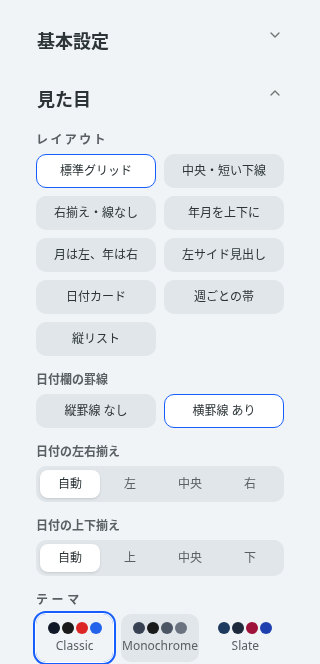 基本設定
見た目
レイアウト
標準グリッド
中央・短い下線
右揃え・線なし
年月を上下に
月は左、年は右
左サイド見出し
日付カード
週ごとの帯
縦リスト
日付欄の罫線
縦罫線 なし
横罫線 あり
日付の左右揃え
自動 左 中央 右
日付の上下揃え
自動 上 中央 下
テーマ
Classic
Monochrome
Slate